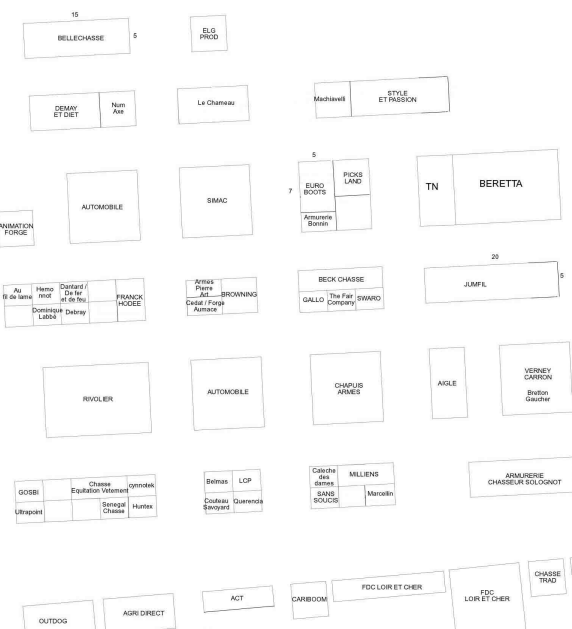 15
BELLECHASSE
5
ELG
PROD
DEMAY
ET DIET
Num
Axe
Le Chameau
Machiavelli
STYLE
ET PASSION
ANIMATION
FORGE
AUTOMOBILE
SIMAC
5
7
EURO
BOOTS
PICKS
LAND
Armurerie
Bonnin
TN
BERETTA
Au
fil de lame
Hemo
nnot
Dantard /
De fer
et de feu
Dominique
Labbé
Debray
FRANCK
HODEE
Armes
Pierre
Art
BROWNING
Cedat / Forge
Aumace
BECK CHASSE
GALLO
The Fair
Company
SWARO
20
JUMFIL
5
RIVOLIER
AUTOMOBILE
CHAPUIS
ARMES
AIGLE
VERNEY
CARRON
Bretton
Gaucher
GOSBI
Chasse
Equitation Vetement
cynnotek
Ultrapoint
Senegal
Chasse
Huntex
Belmas
LCP
Couteau
Savoyard
Querencia
Caleche
des
dames
MILLIENS
SANS
SOUCIS
Marcellin
ARMURERIE
CHASSEUR SOLOGNOT
OUTDOG
AGRI DIRECT
ACT
CARIBOOM
FDC LOIR ET CHER
FDC
LOIR ET CHER
CHASSE
TRAD